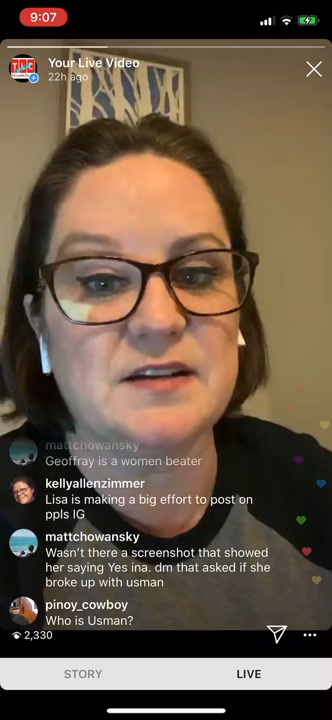 9:07
Your Live Video
22h ago
mattchowansky
Geoffray is a women beater
kellyallenzimmer
Lisa is making a big effort to post on
ppls IG
mattchowansky
Wasn't there a screenshot that showed
her saying Yes ina. dm that asked if she
broke up with usman
pinoy_cowboy
Who is Usman?
2,330
STORY
LIVE